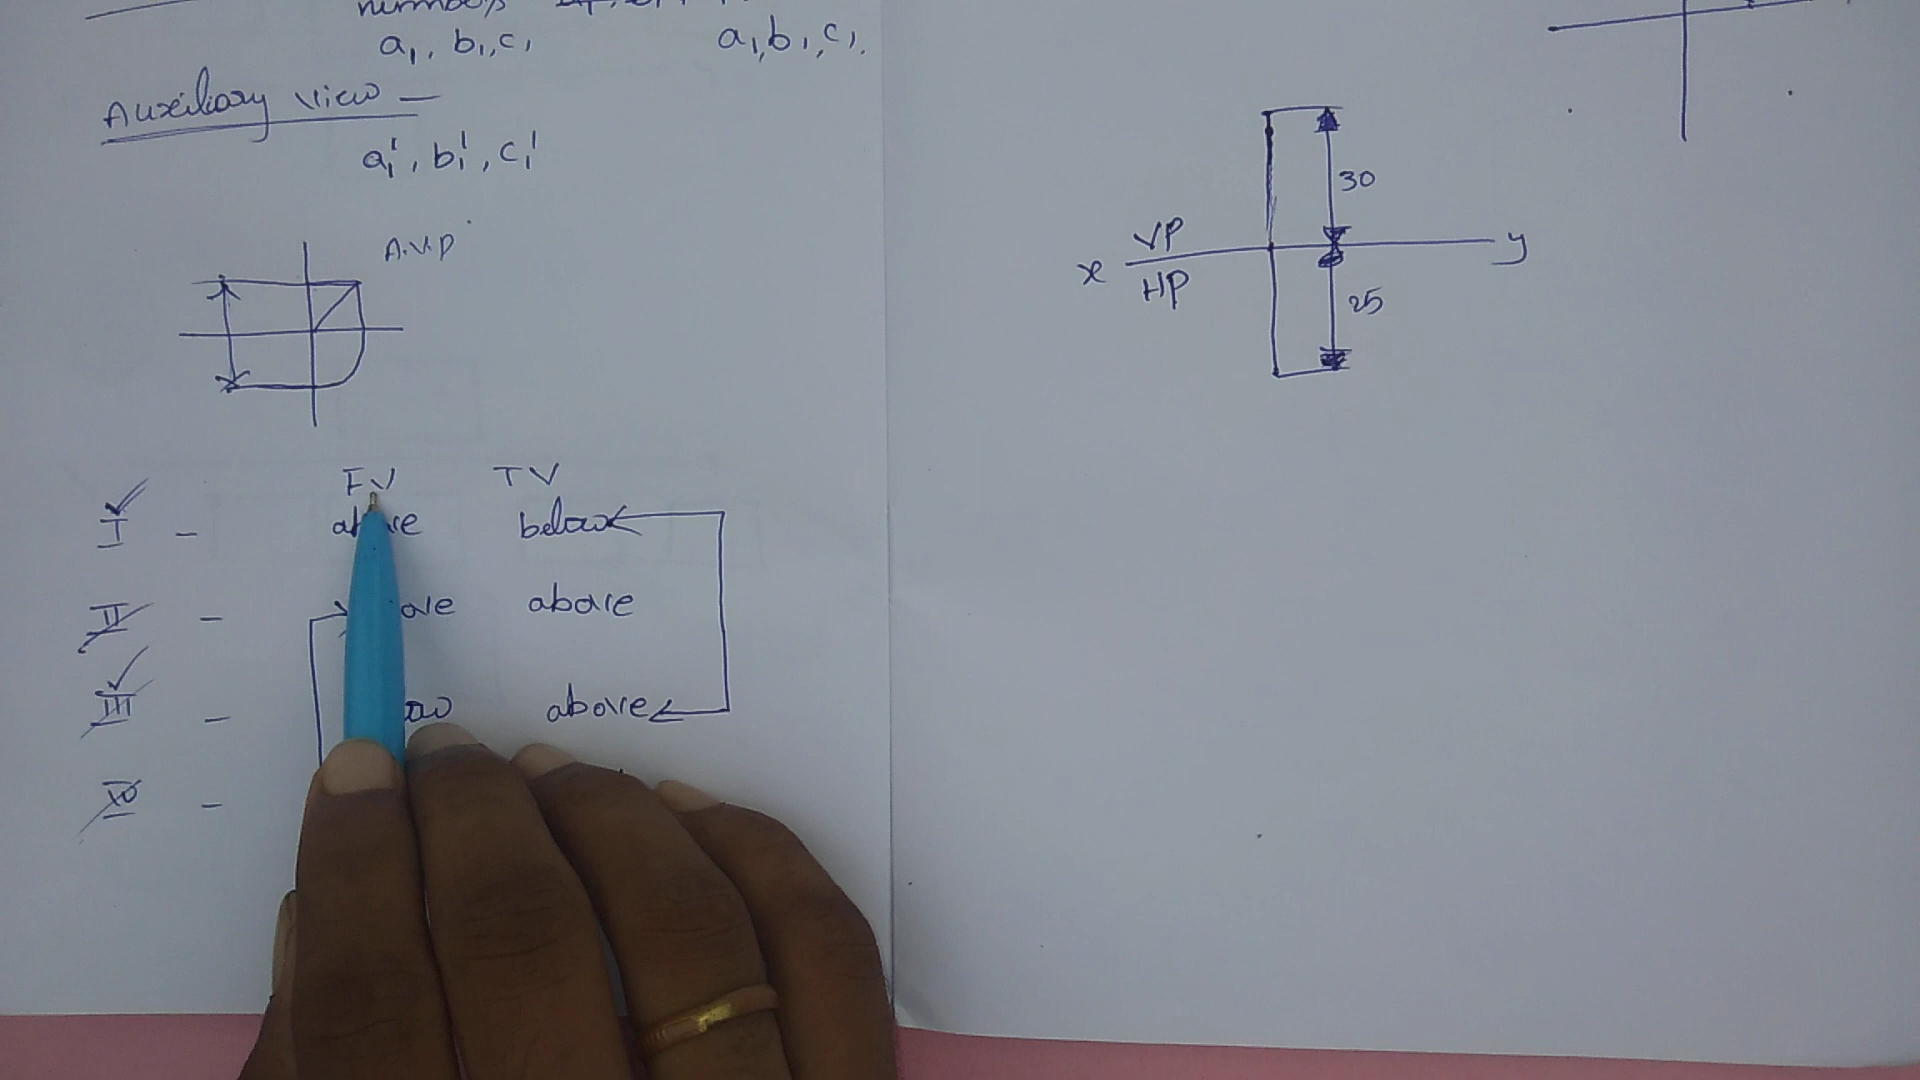 a₁, b₁, c₁
a₁, b₁, c₁.
Auxiliary View —
a₁', b₁', c₁'
A.V.P
FV TV
I - above below
II - above
III - above
IV -
30
VP
x y
HP
25